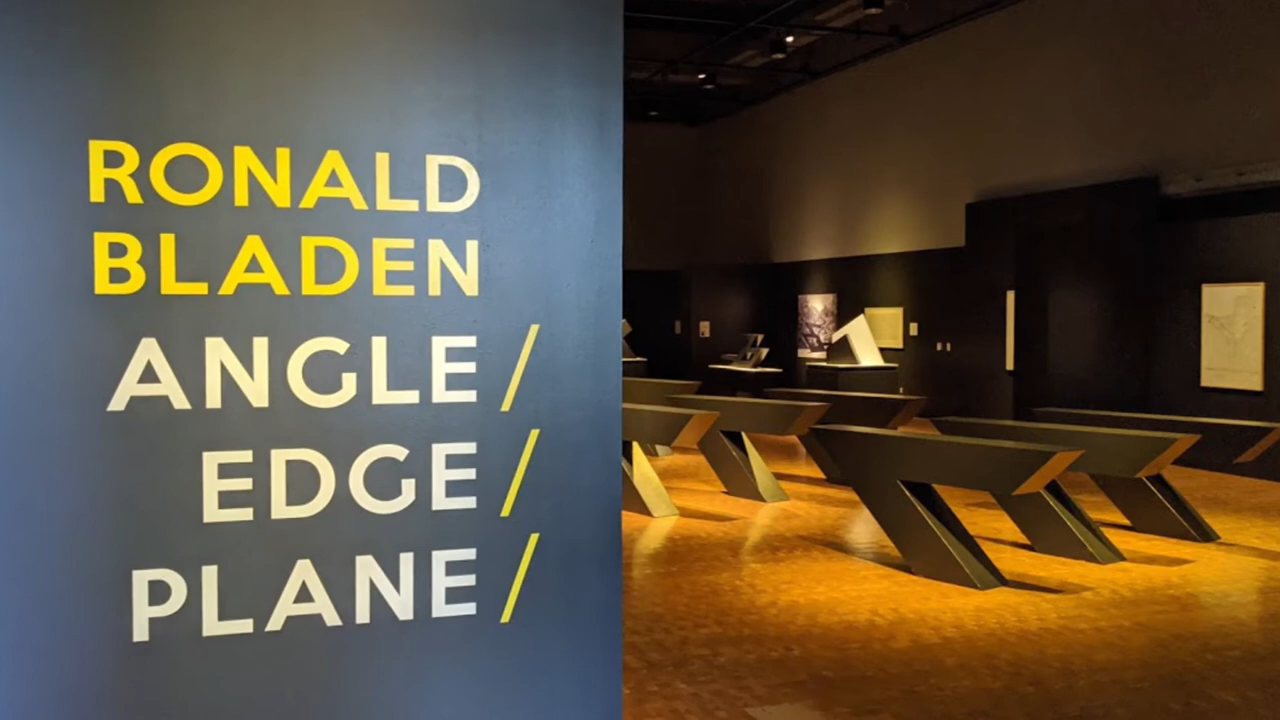 RONALD
BLADEN
ANGLE /
EDGE /
PLANE /